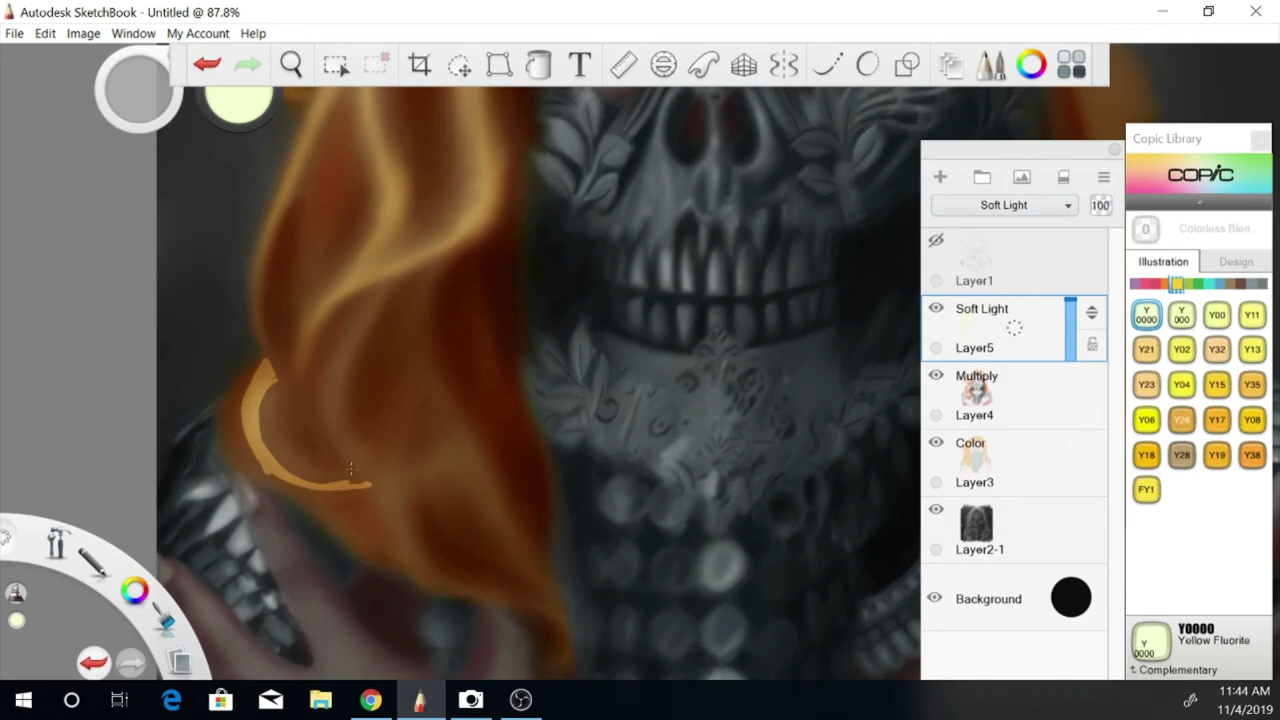 Autodesk SketchBook - Untitled @ 87.8%
File Edit Image Window My Account Help
T
Copic Library
COPIC
0 Colorless Blen..
Illustration Design
Soft Light 100
Layer1
Soft Light
Layer5
Multiply
Layer4
Color
Layer3
Layer2-1
Background
Y 0000 Y 000 Y00 Y11
Y21 Y02 Y32 Y13
Y23 Y04 Y15 Y35
Y06 Y26 Y17 Y08
Y18 Y28 Y19 Y38
FY1
Y 0000
Y0000
Yellow Fluorite
Complementary
11:44 AM
11/4/2019